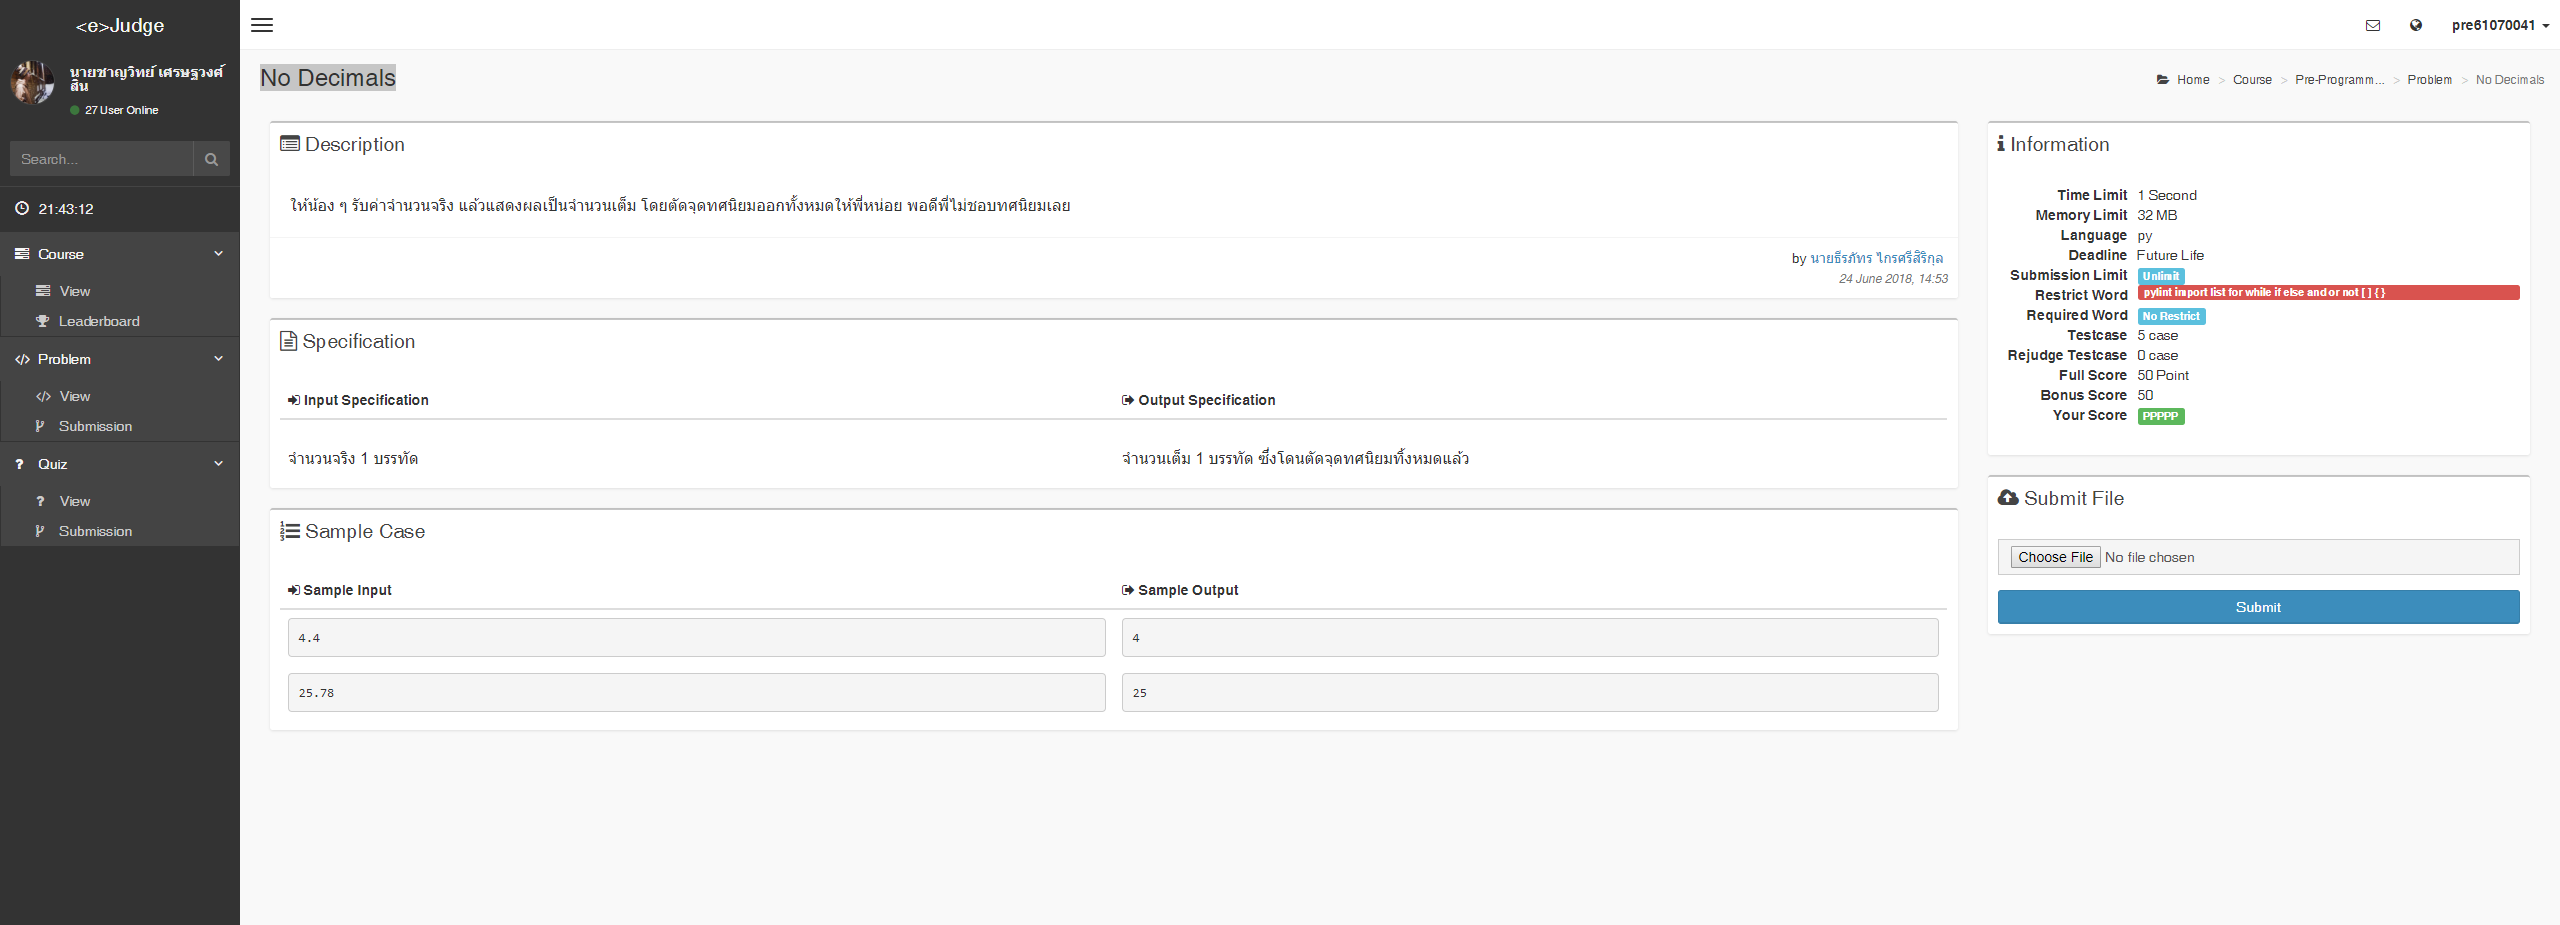 <e>Judge
นายชาญวิทย์ เศรษฐวงศ์
สิน
27 User Online
Search...
21:43:12
Course
View
Leaderboard
Problem
View
Submission
Quiz
View
Submission
pre61070041
No Decimals
Home > Course > Pre-Programm... > Problem > No Decimals
Description
ให้น้อง ๆ รับค่าจำนวนจริง แล้วแสดงผลเป็นจำนวนเต็ม โดยตัดจุดทศนิยมออกทั้งหมดให้พี่หน่อย พอดีพี่ไม่ชอบทศนิยมเลย
by นายธีรภัทร ไกรศรีสิริกุล
24 June 2018, 14:53
Specification
Input Specification
Output Specification
จำนวนจริง 1 บรรทัด
จำนวนเต็ม 1 บรรทัด ซึ่งโดนตัดจุดทศนิยมทิ้งหมดแล้ว
Sample Case
Sample Input
Sample Output
4.4
4
25.78
25
Information
Time Limit 1 Second
Memory Limit 32 MB
Language py
Deadline Future Life
Submission Limit Unlimit
Restrict Word pylint import list for while if else and or not [ ] { }
Required Word No Restrict
Testcase 5 case
Rejudge Testcase 0 case
Full Score 50 Point
Bonus Score 50
Your Score PPPPP
Submit File
Choose File No file chosen
Submit